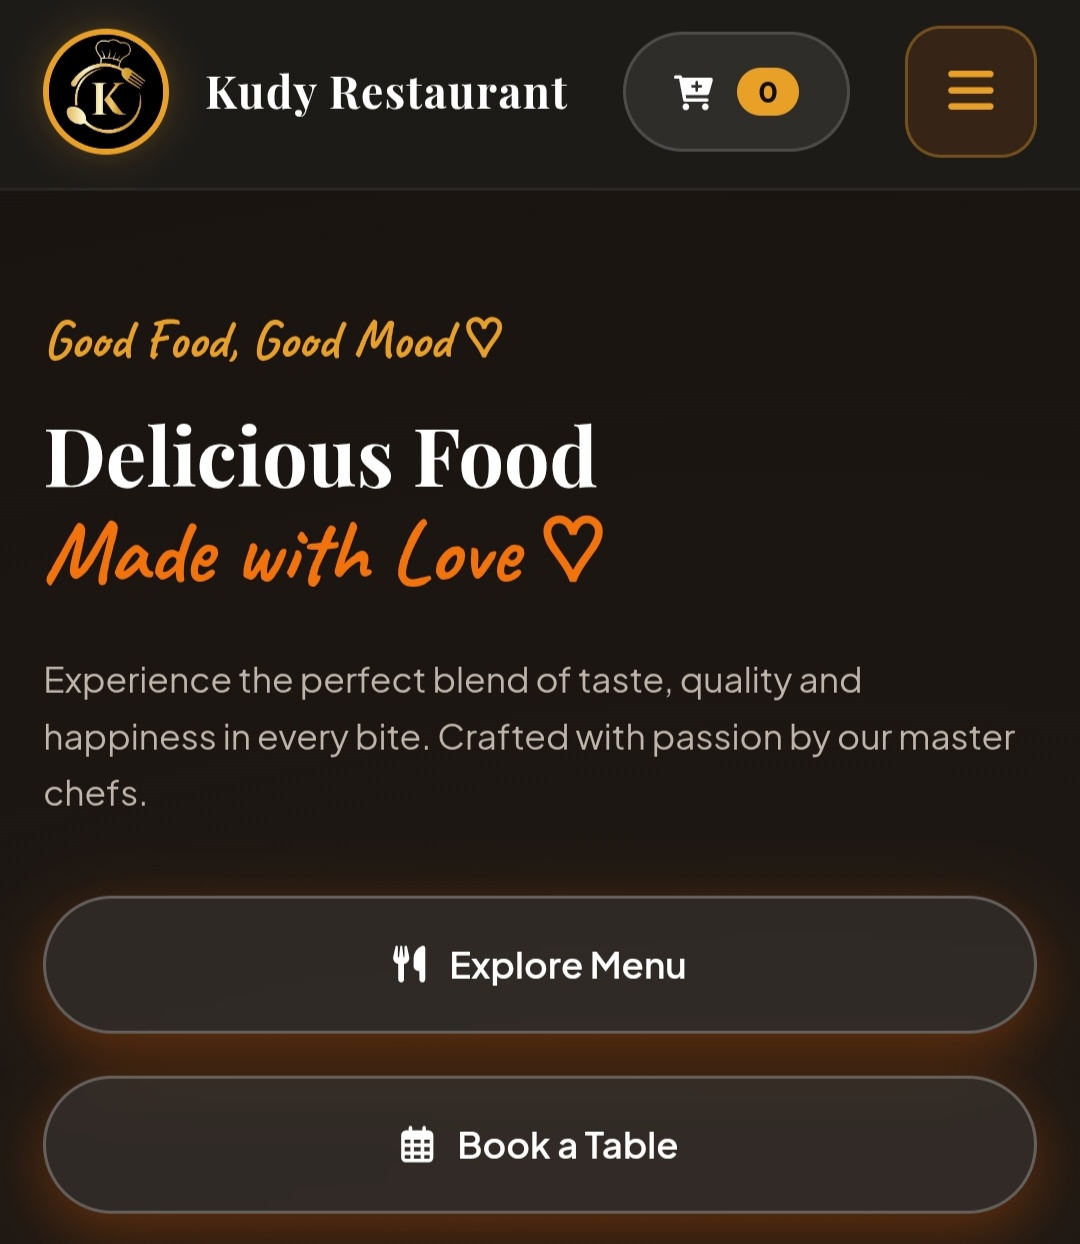 K
Kudy Restaurant
0
Good Food, Good Mood♡
Delicious Food
Made with Love ♡
Experience the perfect blend of taste, quality and
happiness in every bite. Crafted with passion by our master
chefs.
Explore Menu
Book a Table